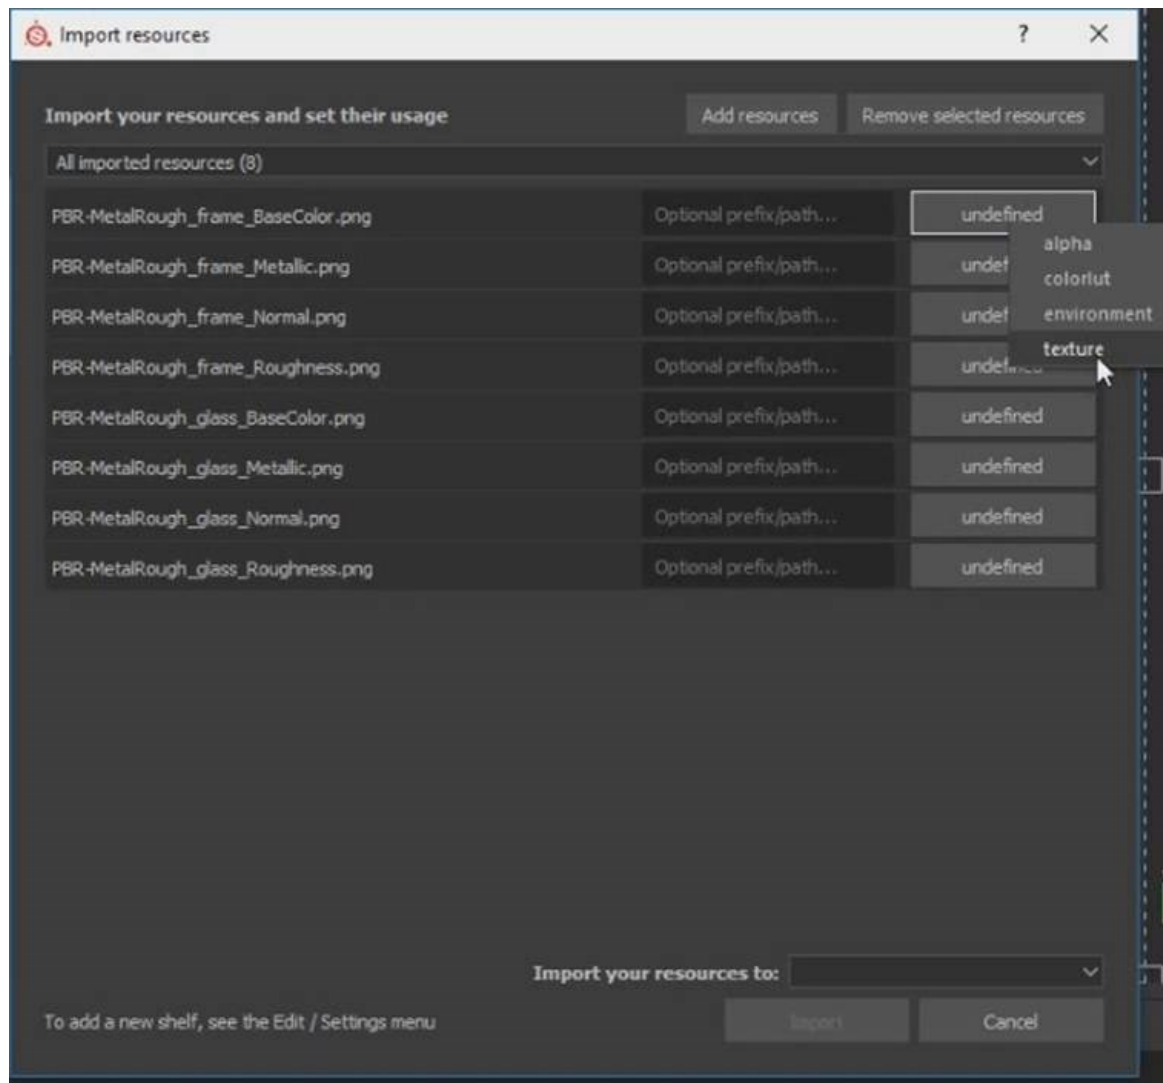 Import resources ?
Import your resources and set their usage Add resources Remove selected resources
All imported resources (8)
PBR-MetalRough_frame_BaseColor.png Optional prefix/path... undefined
alpha
PBR-MetalRough_frame_Metallic.png Optional prefix/path... undef
colorlut
PBR-MetalRough_frame_Normal.png Optional prefix/path... undef
environment
texture
PBR-MetalRough_frame_Roughness.png Optional prefix/path... undefined
PBR-MetalRough_glass_BaseColor.png Optional prefix/path... undefined
PBR-MetalRough_glass_Metallic.png Optional prefix/path... undefined
PBR-MetalRough_glass_Normal.png Optional prefix/path... undefined
PBR-MetalRough_glass_Roughness.png Optional prefix/path... undefined
Import your resources to:
To add a new shelf, see the Edit / Settings menu Import Cancel